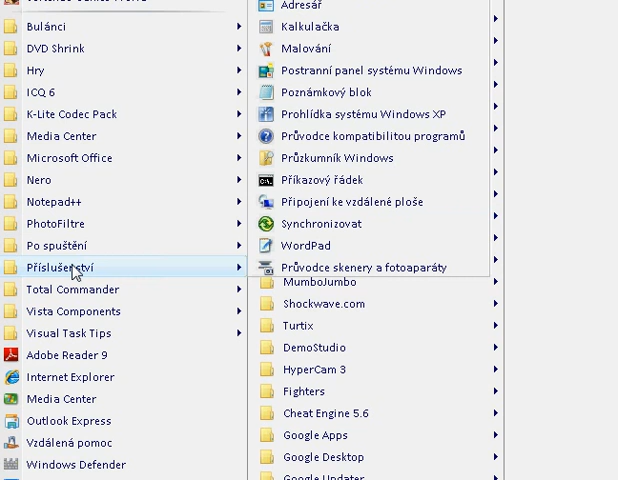 Bulánci
DVD Shrink
Hry
ICQ 6
K-Lite Codec Pack
Media Center
Microsoft Office
Nero
Notepad++
PhotoFiltre
Po spuštění
Příslušenství
Total Commander
Vista Components
Visual Task Tips
Adobe Reader 9
Internet Explorer
Media Center
Outlook Express
Vzdálená pomoc
Windows Defender
Adresář
Kalkulačka
Malování
Postranní panel systému Windows
Poznámkový blok
Prohlídka systému Windows XP
Průvodce kompatibilitou programů
Průzkumník Windows
Příkazový řádek
Připojení ke vzdálené ploše
Synchronizovat
WordPad
Průvodce skenery a fotoaparáty
MumboJumbo
Shockwave.com
Turtix
DemoStudio
HyperCam 3
Fighters
Cheat Engine 5.6
Google Apps
Google Desktop
Google Updater